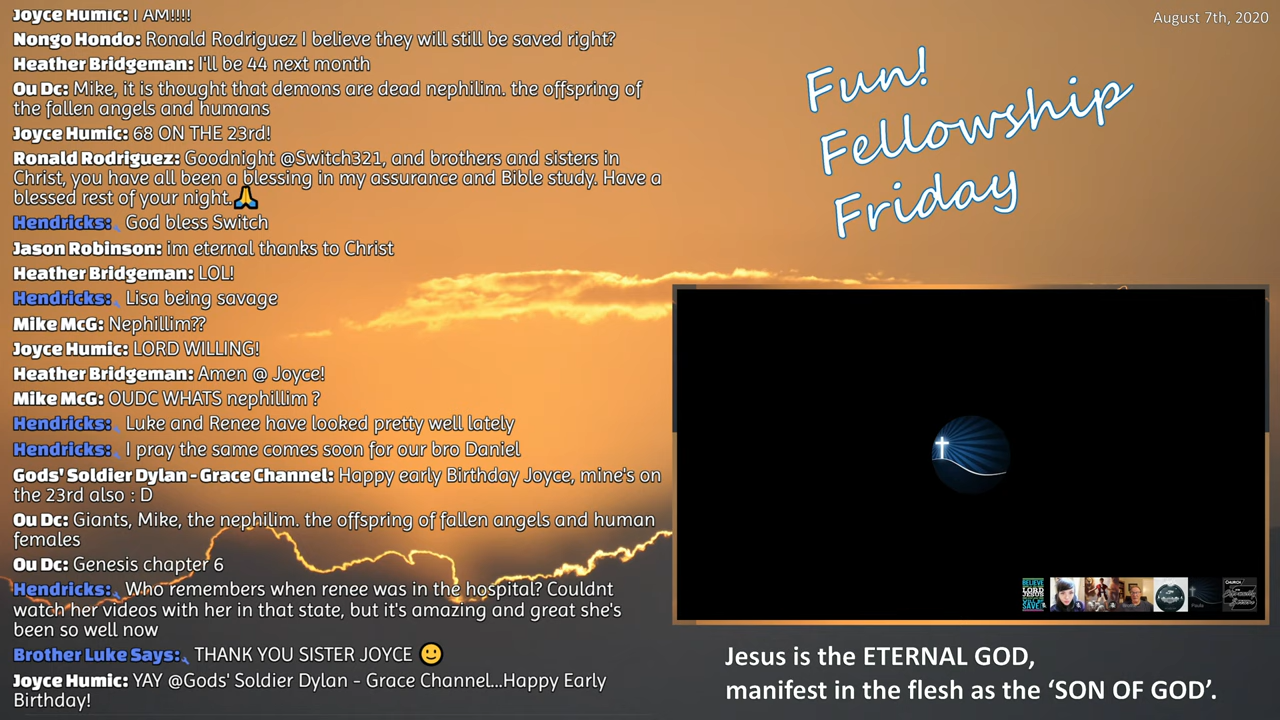 Joyce Humic: I AM!!!!
Nongo Hondo: Ronald Rodriguez I believe they will still be saved right?
Heather Bridgeman: I'll be 44 next month
Ou Dc: Mike, it is thought that demons are dead nephilim. the offspring of
the fallen angels and humans
Joyce Humic: 68 ON THE 23rd!
Ronald Rodriguez: Goodnight @Switch321, and brothers and sisters in
Christ, you have all been a blessing in my assurance and Bible study. Have a
blessed rest of your night.🙏
Hendricks: God bless Switch
Jason Robinson: im eternal thanks to Christ
Heather Bridgeman: LOL!
Hendricks: Lisa being savage
Mike McG: Nephillim??
Joyce Humic: LORD WILLING!
Heather Bridgeman: Amen @ Joyce!
Mike McG: OUDC WHATS nephillim ?
Hendricks: Luke and Renee have looked pretty well lately
Hendricks: I pray the same comes soon for our bro Daniel
Gods' Soldier Dylan - Grace Channel: Happy early Birthday Joyce, mine's on
the 23rd also : D
Ou Dc: Giants, Mike, the nephilim. the offspring of fallen angels and human
females
Ou Dc: Genesis chapter 6
Hendricks: Who remembers when renee was in the hospital? Couldnt
watch her videos with her in that state, but it's amazing and great she's
been so well now
Brother Luke Says: THANK YOU SISTER JOYCE 🙂
Joyce Humic: YAY @Gods' Soldier Dylan - Grace Channel...Happy Early
Birthday!
August 7th, 2020
Fun!
Fellowship
Friday
BELIEVE
LORD
JESUS
SAVE
Paula
CHURCH
Jesus is the ETERNAL GOD,
manifest in the flesh as the ‘SON OF GOD’.